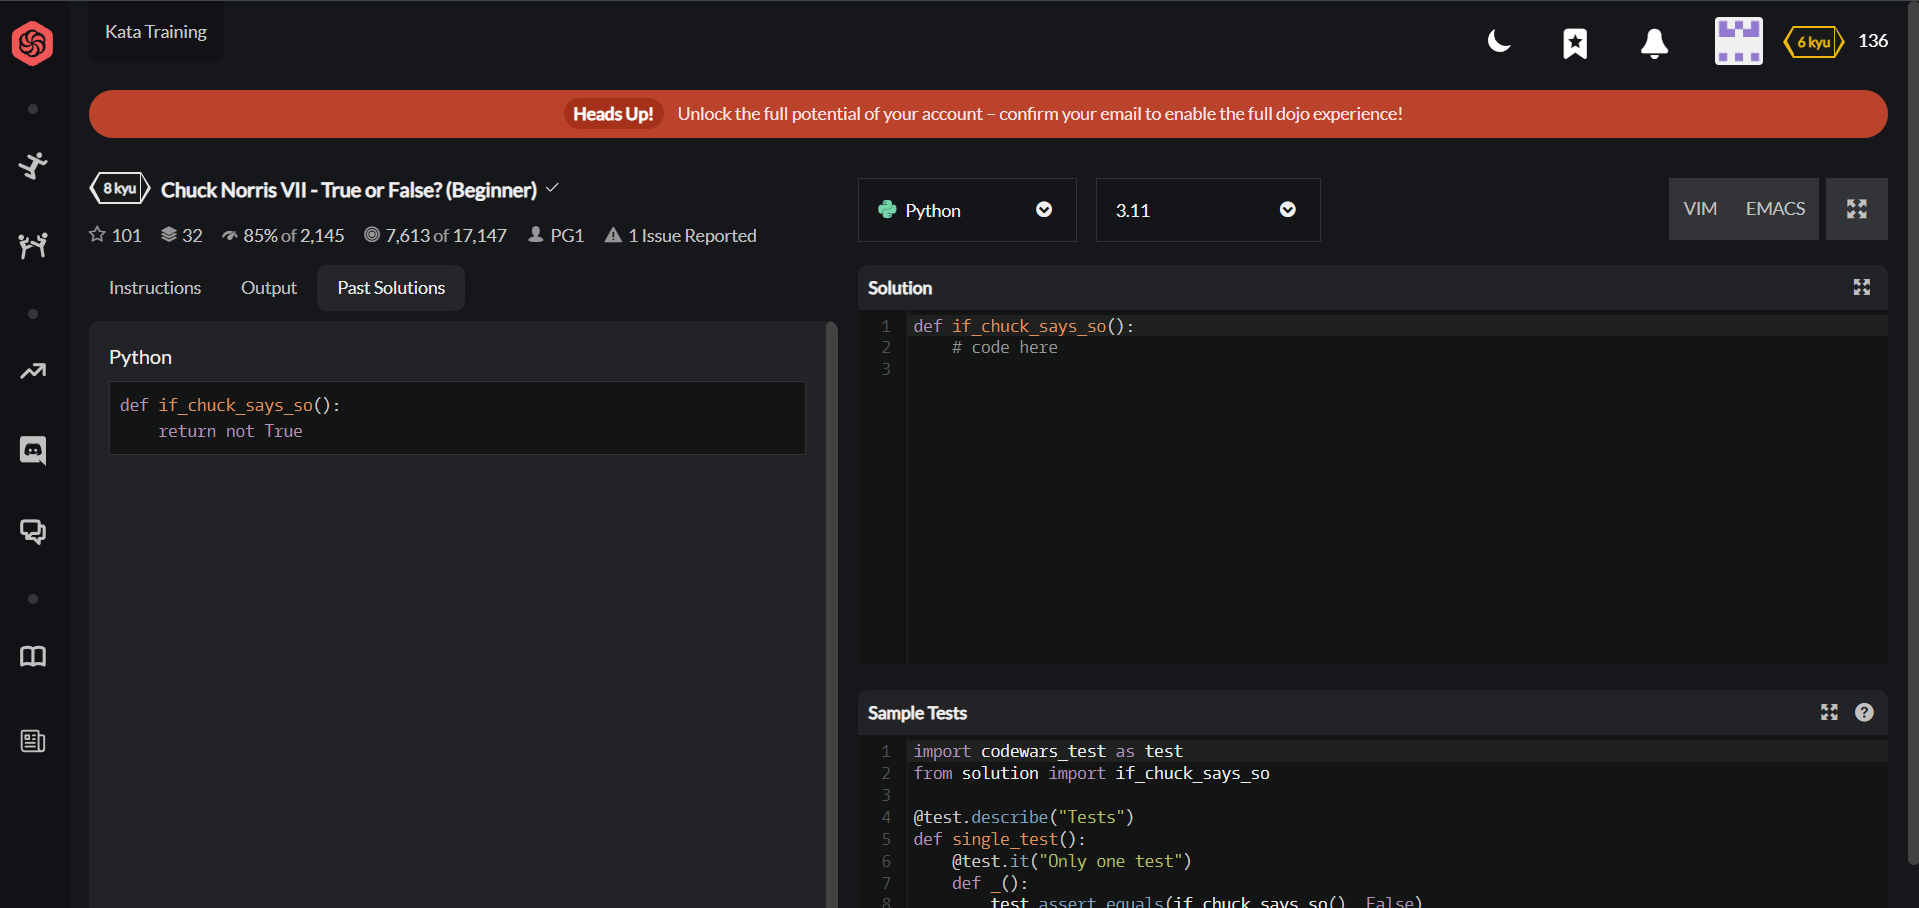 Kata Training
6 kyu 136
Heads Up! Unlock the full potential of your account – confirm your email to enable the full dojo experience!
8 kyu Chuck Norris VII - True or False? (Beginner)
101 32 85% of 2,145 7,613 of 17,147 PG1 1 Issue Reported
Instructions Output Past Solutions
Python
def if_chuck_says_so():
    return not True
Python 3.11 VIM EMACS
Solution
1 def if_chuck_says_so():
2     # code here
3
Sample Tests
1 import codewars_test as test
2 from solution import if_chuck_says_so
3
4 @test.describe("Tests")
5 def single_test():
6     @test.it("Only one test")
7     def _():
8         test.assert_equals(if_chuck_says_so(), False)